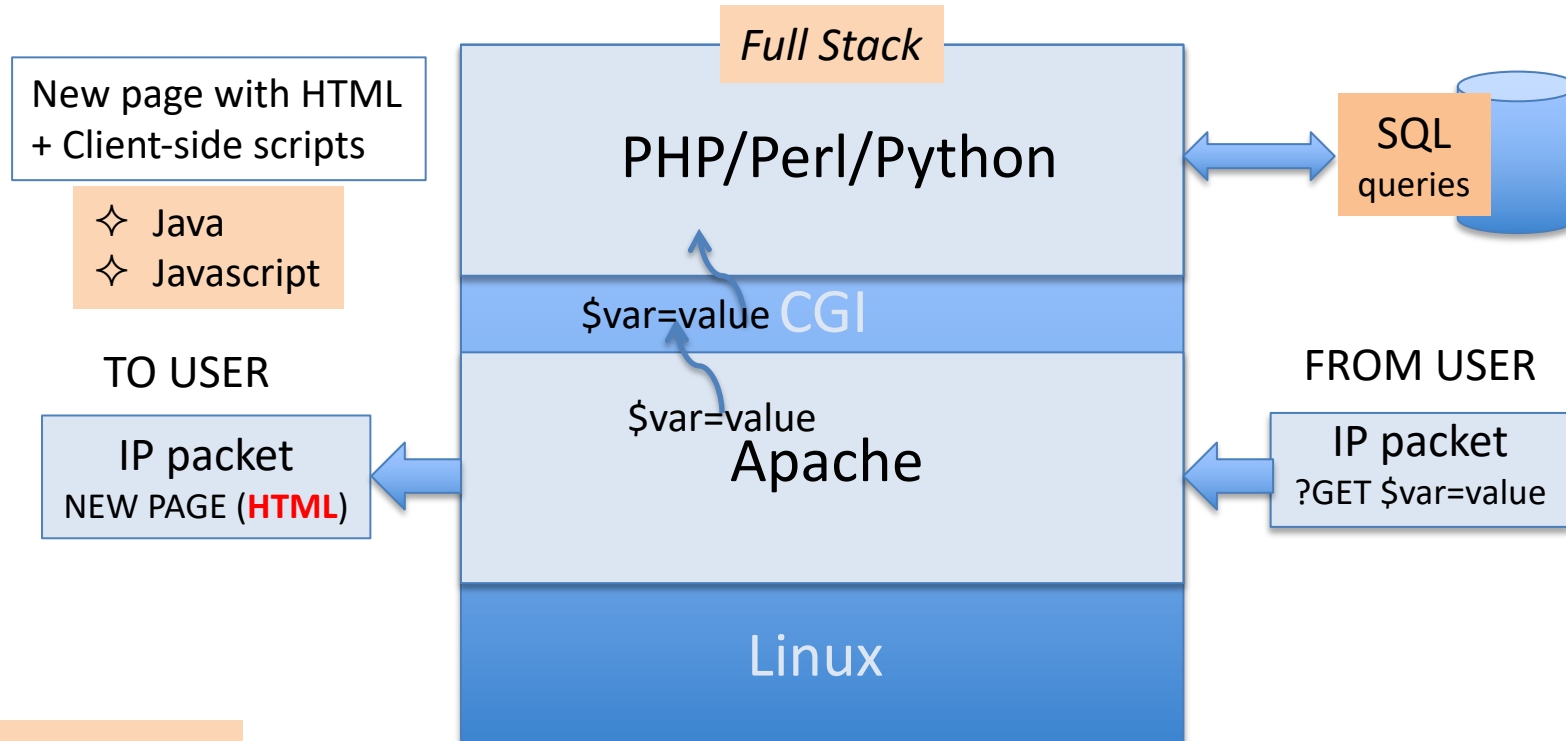 Full Stack
New page with HTML
+ Client-side scripts
✧ Java
✧ Javascript
PHP/Perl/Python
SQL
queries
$var=value CGI
TO USER
FROM USER
IP packet
NEW PAGE (HTML)
$var=value
Apache
IP packet
?GET $var=value
Linux